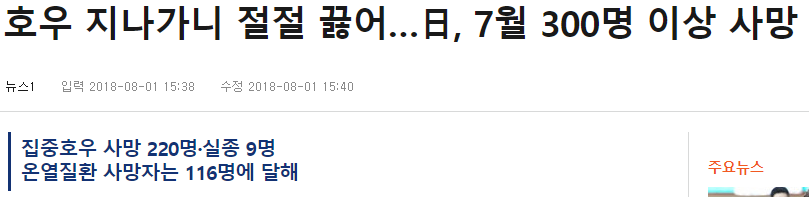 호우 지나가니 절절 끓어…日, 7월 300명 이상 사망
뉴스1 입력 2018-08-01 15:38 수정 2018-08-01 15:40
집중호우 사망 220명·실종 9명
온열질환 사망자는 116명에 달해
주요뉴스